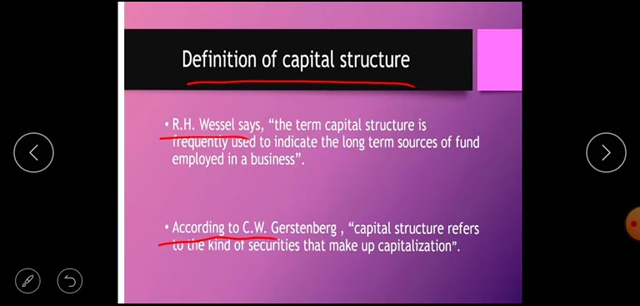 Definition of capital structure
R.H. Wessel says, “the term capital structure is
frequently used to indicate the long term sources of fund
employed in a business”.
According to C.W. Gerstenberg , “capital structure refers
to the kind of securities that make up capitalization”.